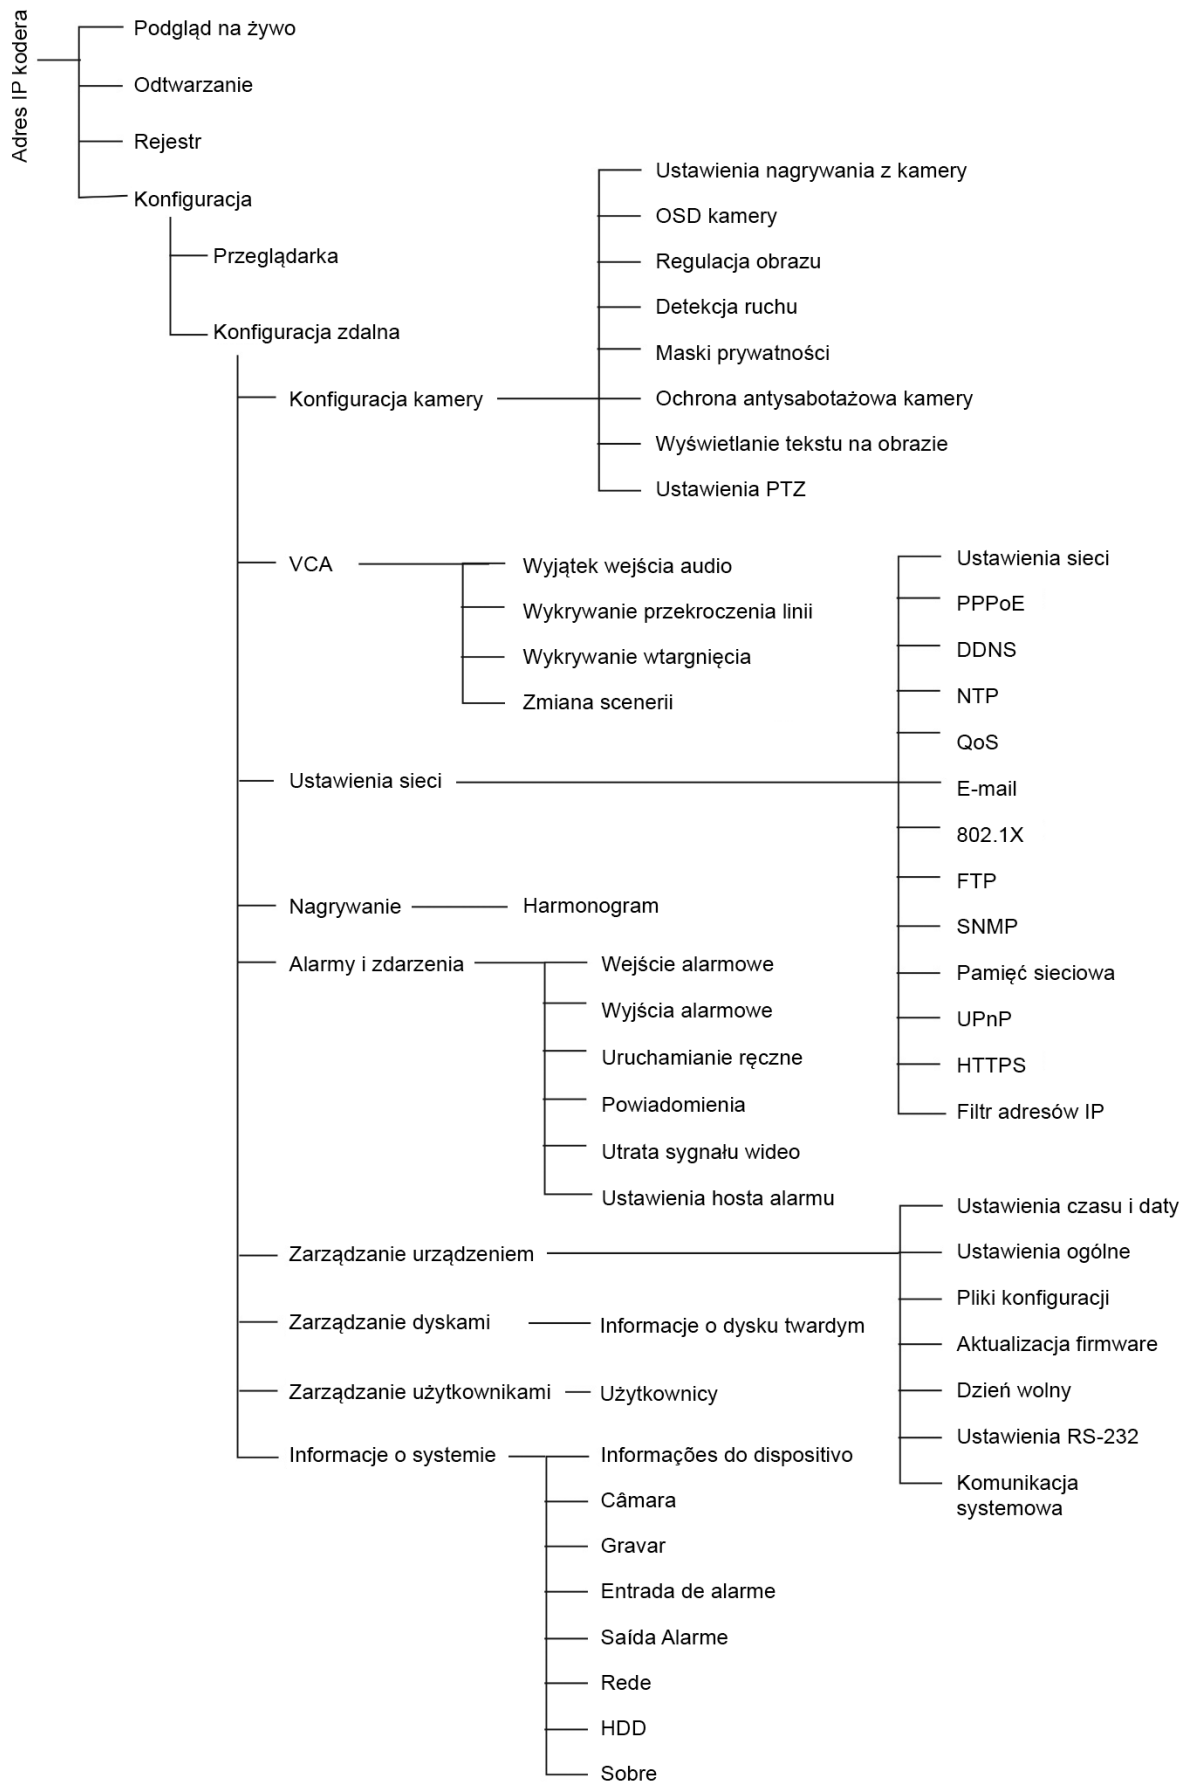 Adres IP kodera
Podgląd na żywo
Odtwarzanie
Rejestr
Konfiguracja
Przeglądarka
Konfiguracja zdalna
Konfiguracja kamery
Ustawienia nagrywania z kamery
OSD kamery
Regulacja obrazu
Detekcja ruchu
Maski prywatności
Ochrona antysabotażowa kamery
Wyświetlanie tekstu na obrazie
Ustawienia PTZ
VCA
Wyjątek wejścia audio
Wykrywanie przekroczenia linii
Wykrywanie wtargnięcia
Zmiana scenerii
Ustawienia sieci
Ustawienia sieci
PPPoE
DDNS
NTP
QoS
E-mail
802.1X
FTP
SNMP
Pamięć sieciowa
UPnP
HTTPS
Filtr adresów IP
Nagrywanie
Harmonogram
Alarmy i zdarzenia
Wejście alarmowe
Wyjścia alarmowe
Uruchamianie ręczne
Powiadomienia
Utrata sygnału wideo
Ustawienia hosta alarmu
Zarządzanie urządzeniem
Ustawienia czasu i daty
Ustawienia ogólne
Pliki konfiguracji
Aktualizacja firmware
Dzień wolny
Ustawienia RS-232
Komunikacja
systemowa
Zarządzanie dyskami
Informacje o dysku twardym
Zarządzanie użytkownikami
Użytkownicy
Informacje o systemie
Informações do dispositivo
Câmara
Gravar
Entrada de alarme
Saída Alarme
Rede
HDD
Sobre